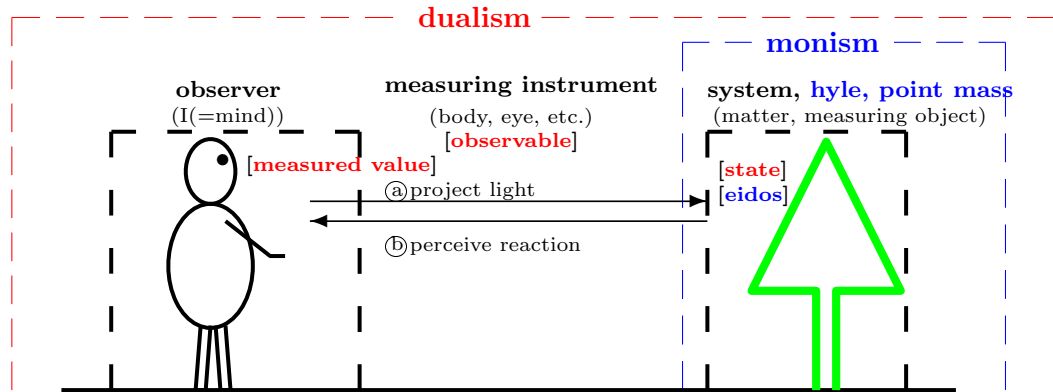 dualism
monism
observer
(I(=mind))
measuring instrument
(body, eye, etc.)
[observable]
system, hyle, point mass
(matter, measuring object)
[measured value]
[state]
[eidos]
ⓐproject light
ⓑperceive reaction